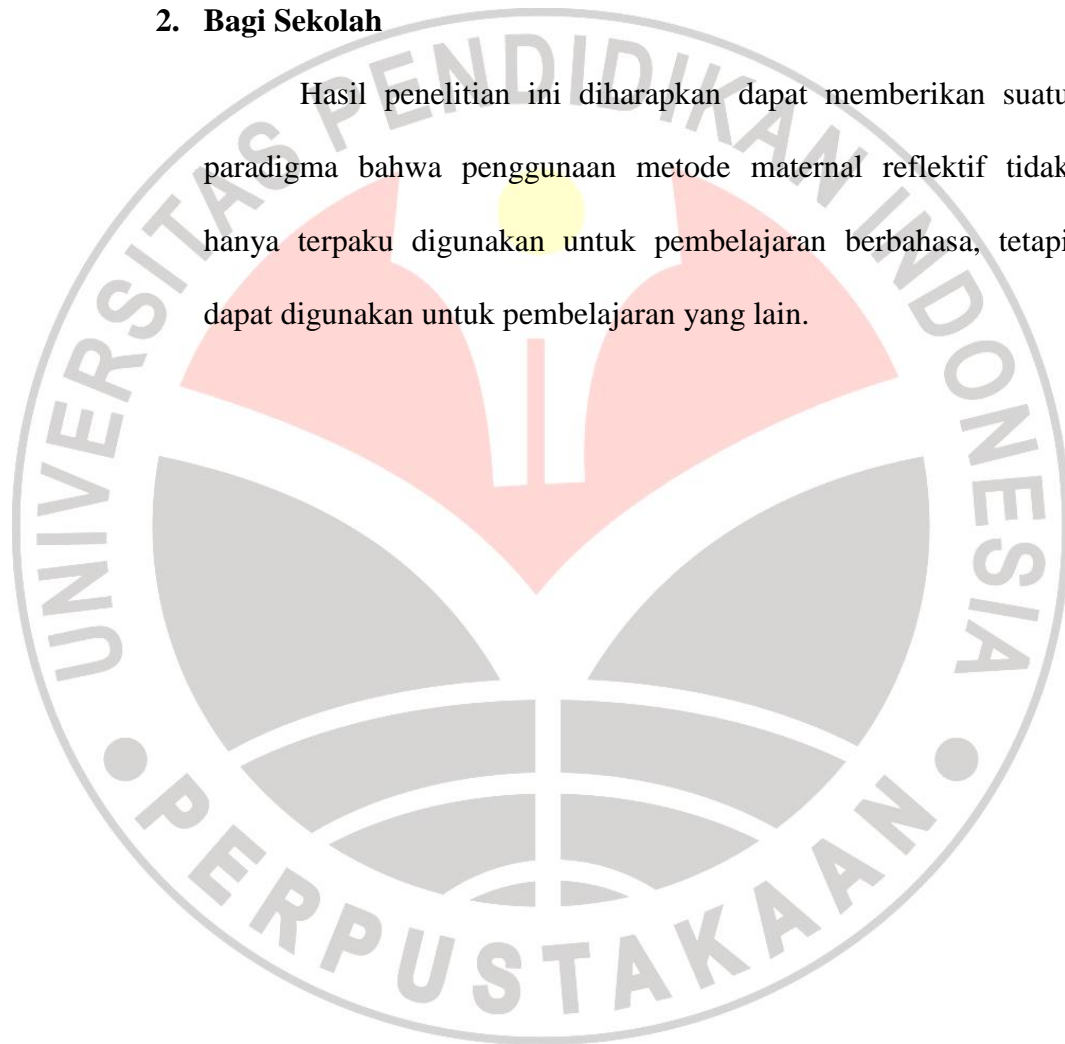 2. Bagi Sekolah
Hasil penelitian ini diharapkan dapat memberikan suatu
paradigma bahwa penggunaan metode maternal reflektif tidak
hanya terpaku digunakan untuk pembelajaran berbahasa, tetapi
dapat digunakan untuk pembelajaran yang lain.
UNIVERSITAS PENDIDIKAN INDONESIA
PERPUSTAKAAN